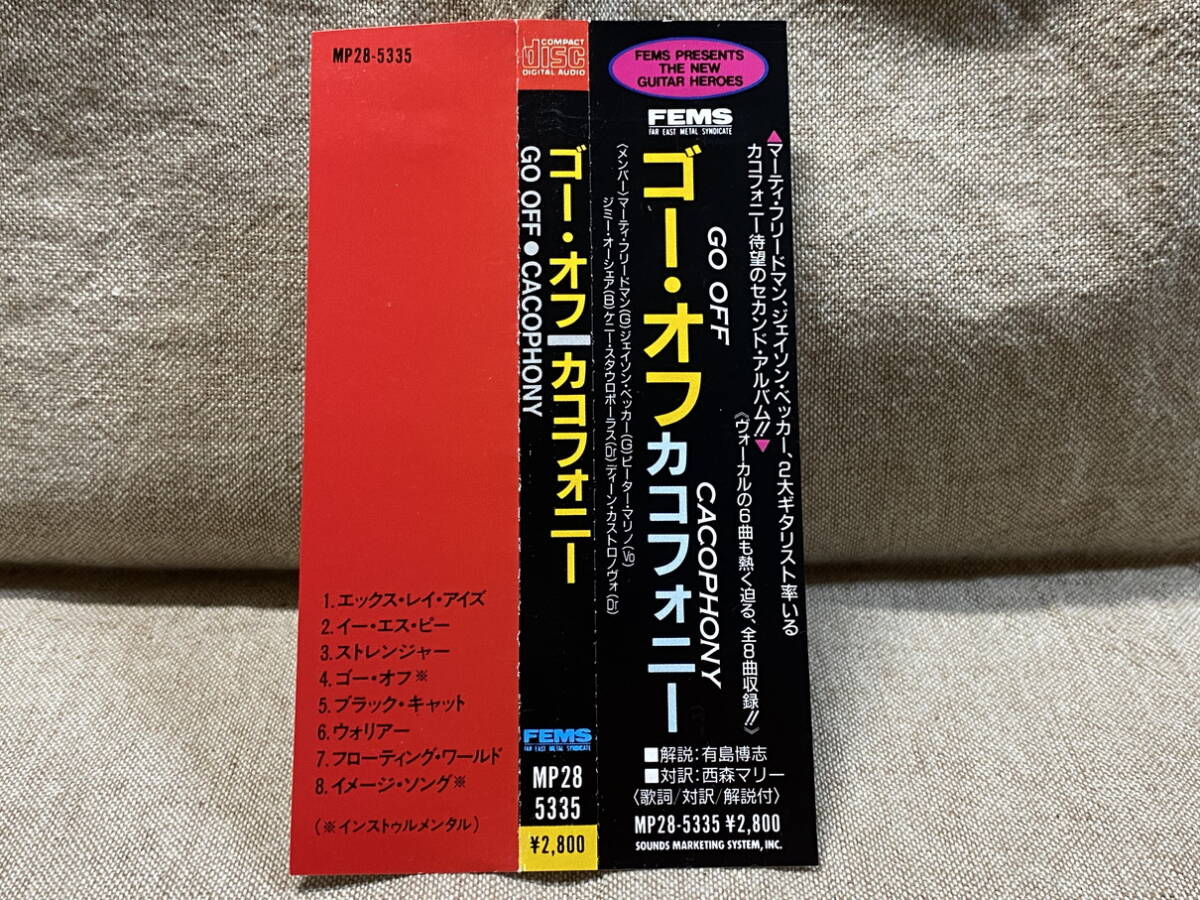 MP28-5335
1.エックス・レイ・アイズ
2.イー・エス・ピー
3.ストレンジャー
4.ゴー・オフ※
5.ブラック・キャット
6.ウォリアー
7.フローティング・ワールド
8.イメージ・ソング※
(※インストゥルメンタル)
COMPACT
disc
DIGITAL AUDIO
ゴー・オフ|カコフォニー
GO OFF●CACOPHONY
FEMS
FAR EAST METAL SYNDICATE
MP28
5335
¥2,800
FEMS PRESENTS
THE NEW
GUITAR HEROES
FEMS
FAR EAST METAL SYNDICATE
▲マーティ・フリードマン、ジェイソン・ベッカー、2大ギタリスト率いる
カコフォニー待望のセカンド・アルバム!!▼
《ヴォーカルの6曲も熱く迫る、全8曲収録!!》
GO OFF CACOPHONY
ゴー・オフ カコフォニー
〈メンバー〉マーティ・フリードマン(G)ジェイソン・ベッカー(G)ピーター・マリノ(Vo)
ジミー・オーシェア(B)ケニー・スタウロポーラス(Dr)ディーン・カストロノヴォ(Dr)
■解説:有島博志
■対訳:西森マリー
〈歌詞/対訳/解説付〉
MP28-5335 ¥2,800
SOUNDS MARKETING SYSTEM, INC.